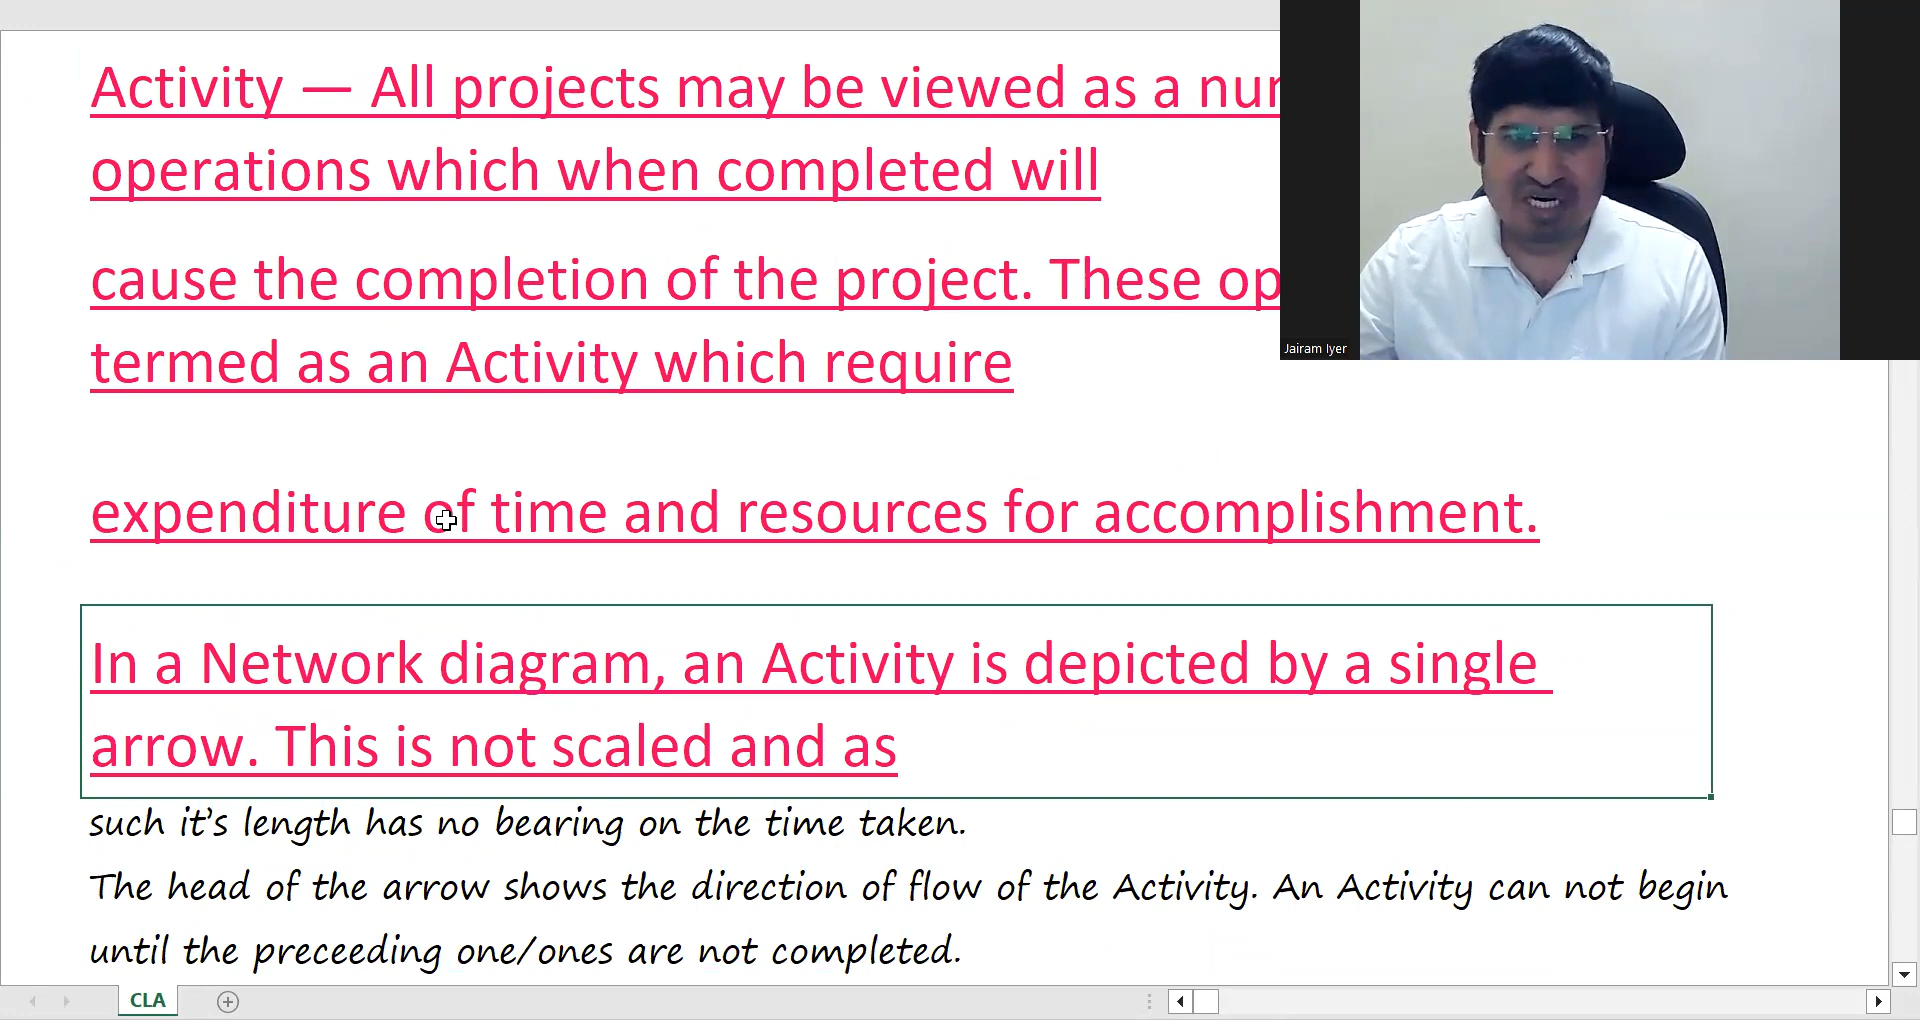 Activity — All projects may be viewed as a
operations which when completed will
cause the completion of the project. These
termed as an Activity which require
expenditure of time and resources for accomplishment.
In a Network diagram, an Activity is depicted by a single
arrow. This is not scaled and as
such it's length has no bearing on the time taken.
The head of the arrow shows the direction of flow of the Activity. An Activity can not begin
until the preceeding one/ones are not completed.
Jairam Iyer
CLA